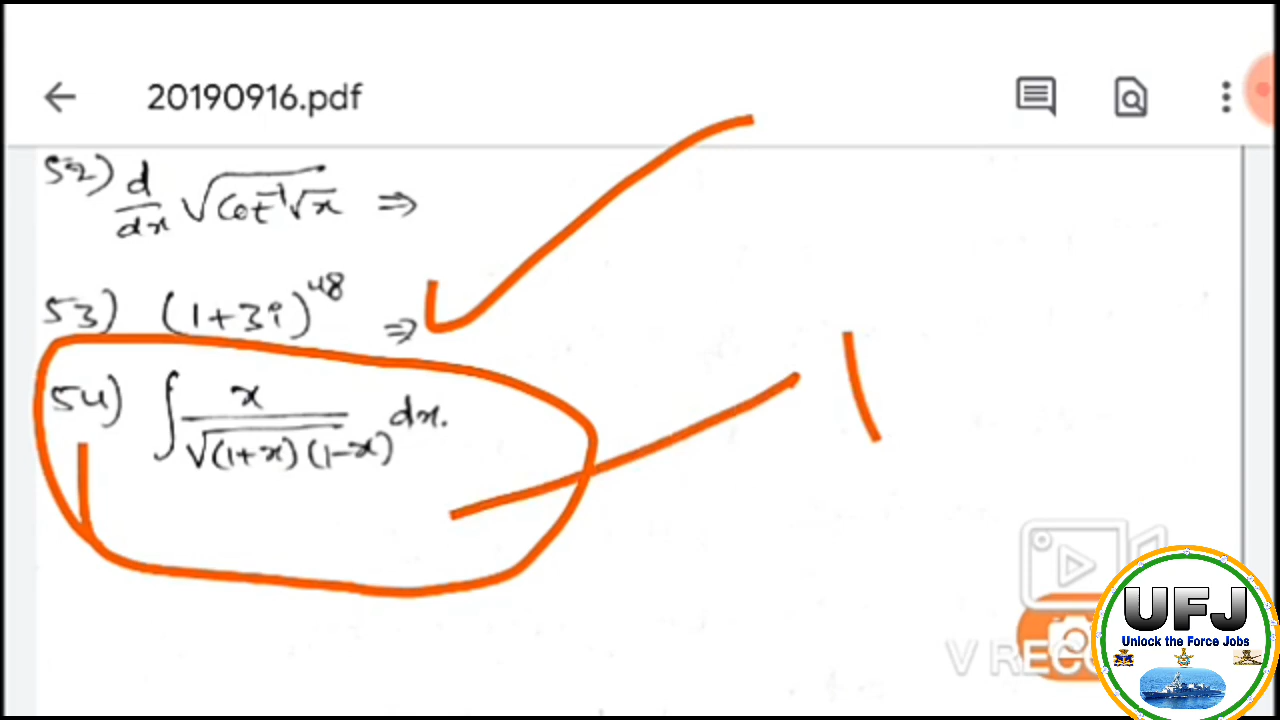 20190916.pdf
52) d/dx √(cot⁻¹√x) ⇒
53) (1+3i)⁴⁸ ⇒
54) ∫ x/√(1+x)(1-x) dx.
V REC
UFJ
Unlock the Force Jobs